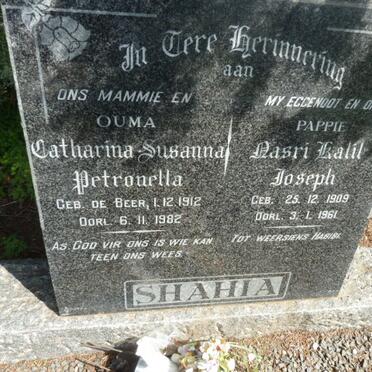 In Tere Herinnering
aan
ONS MAMMIE EN
OUMA
Catharina Susanna
Petronella
GEB. DE BEER, 1.12.1912
OORL. 6.11.1982
AS GOD VIR ONS IS WIE KAN
TEEN ONS WEES.
MY EGGENOOT EN
PAPPIE
Nasri Kalil
Joseph
GEB. 25.12.1909
OORL. 3.1.1961
TOT WEERSIENS HABIBI.
SHAHIA